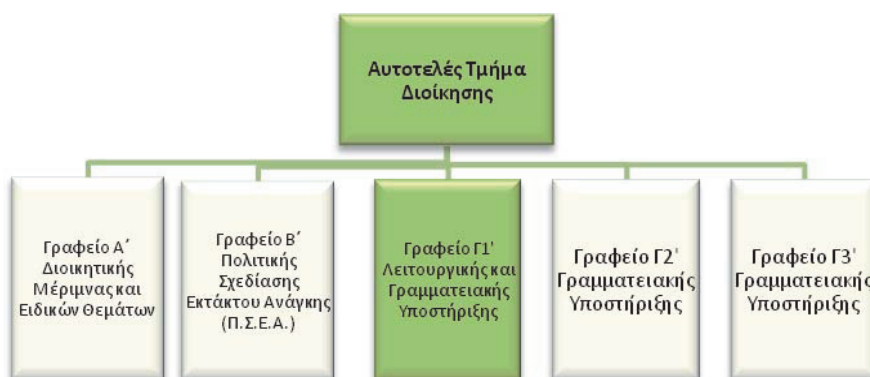 Αυτοτελές Τμήμα
Διοίκησης
Γραφείο Α΄
Διοικητικής
Μέριμνας και
Ειδικών Θεμάτων
Γραφείο Β΄
Πολιτικής
Σχεδίασης
Εκτάκτου Ανάγκης
(Π.Σ.Ε.Α.)
Γραφείο Γ1'
Λειτουργικής και
Γραμματειακής
Υποστήριξης
Γραφείο Γ2'
Γραμματειακής
Υποστήριξης
Γραφείο Γ3'
Γραμματειακής
Υποστήριξης